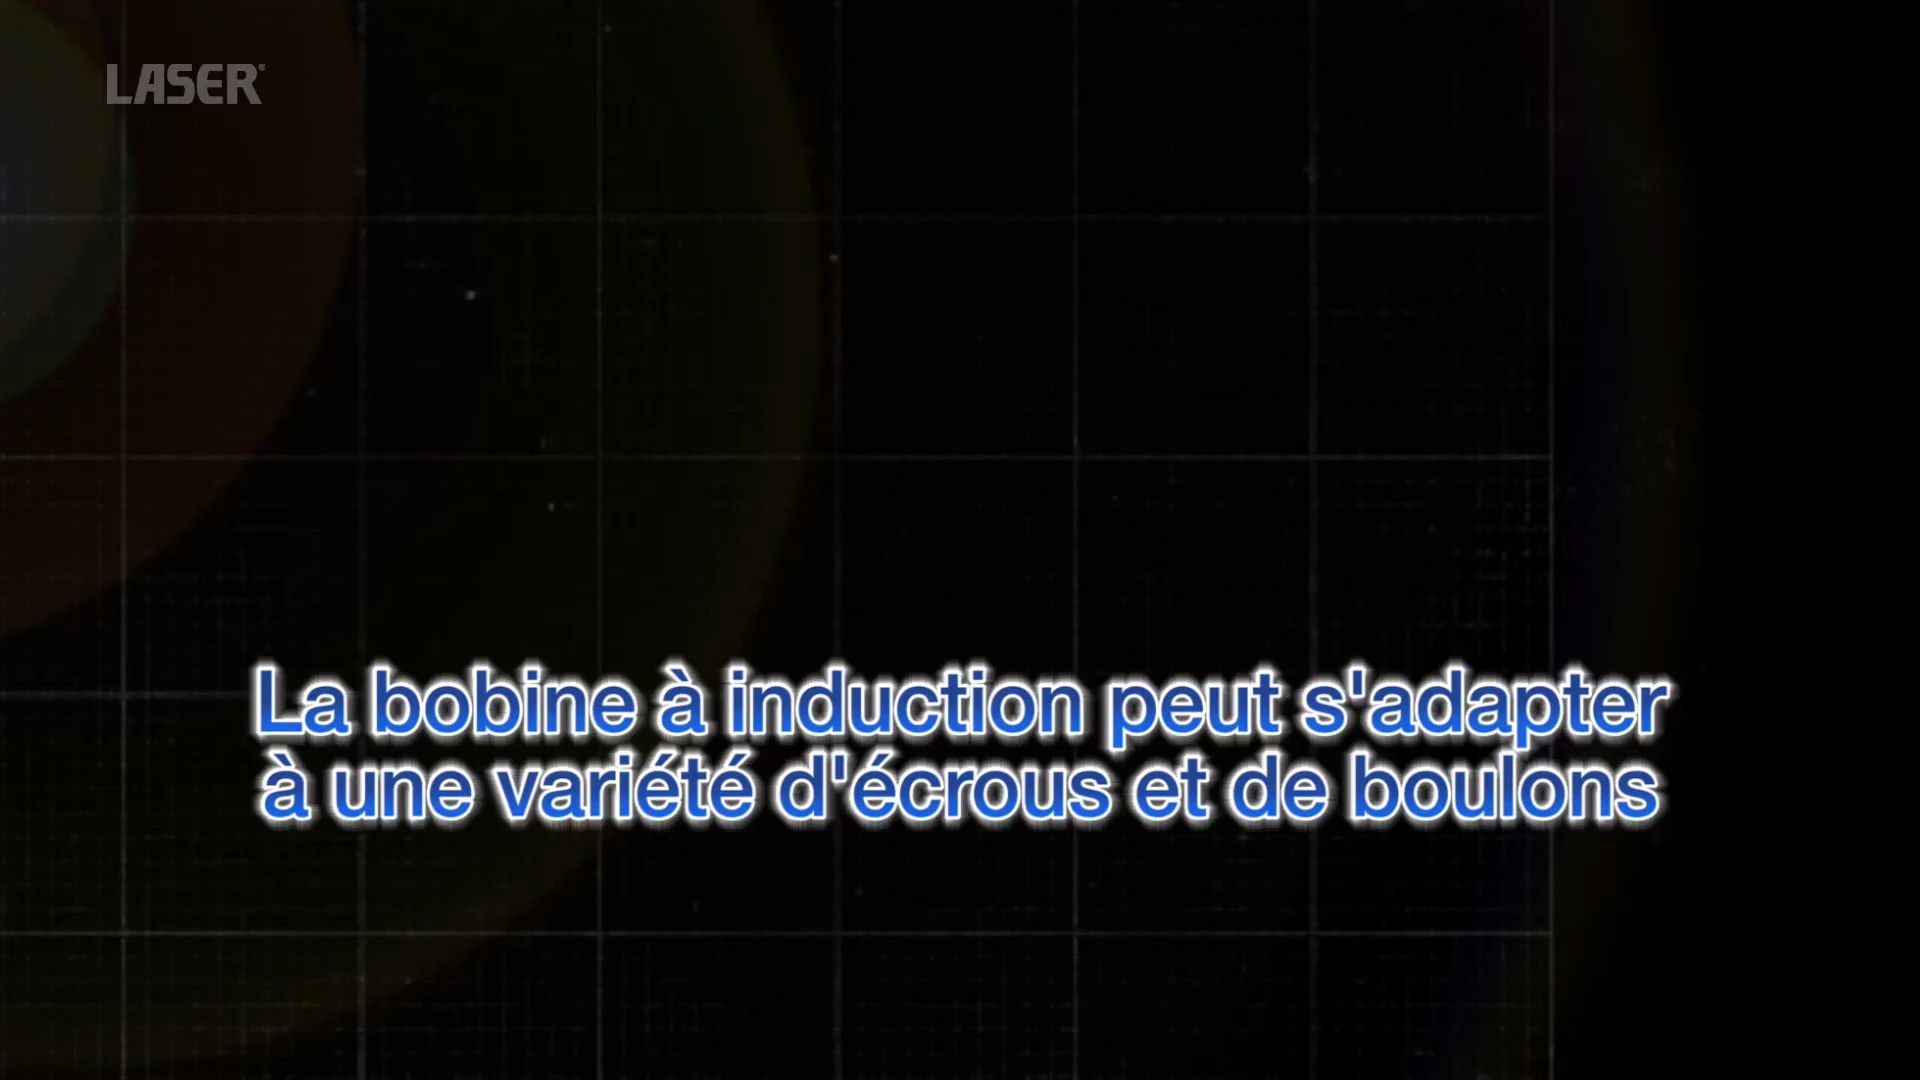 LASER®
La bobine à induction peut s'adapter
à une variété d'écrous et de boulons